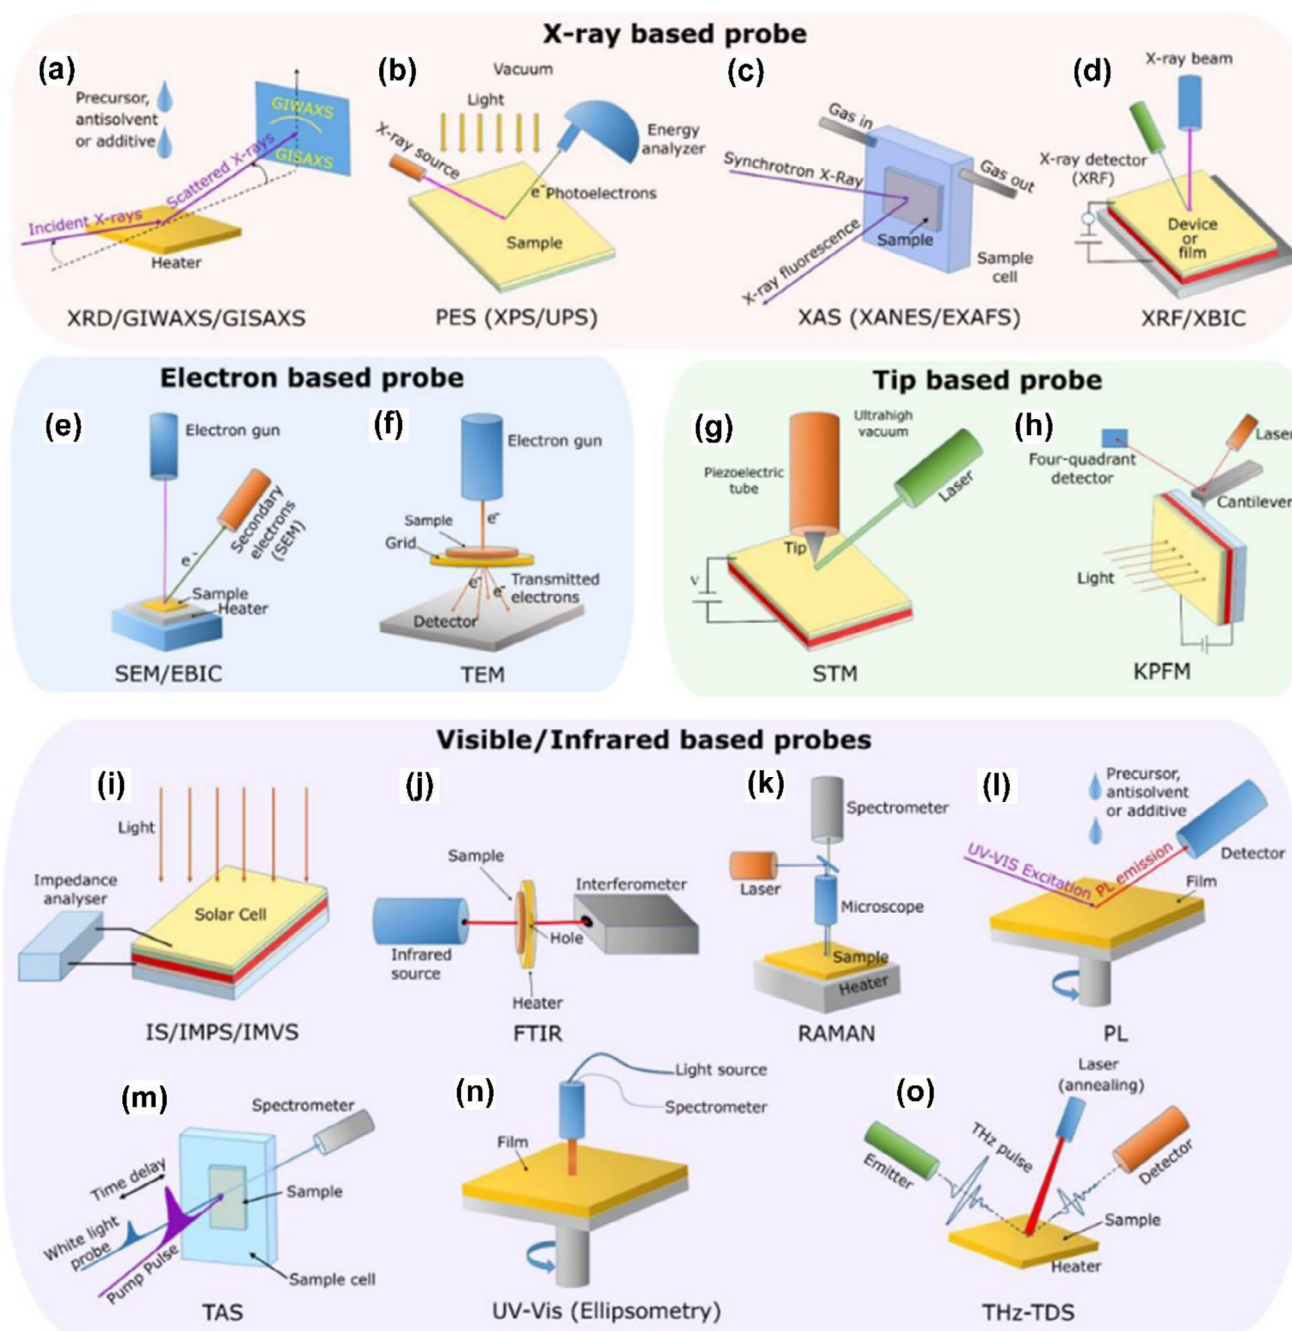 X-ray based probe
(a)
Precursor,
antisolvent
or additive
GIWAXS
GISAXS
Scattered X-rays
Incident X-rays
Heater
XRD/GIWAXS/GISAXS
(b)
Vacuum
Light
X-ray source
Energy
analyzer
e⁻Photoelectrons
Sample
PES (XPS/UPS)
(c)
Gas in
Synchrotron X-Ray
Gas out
Sample
X-ray fluorescence
Sample
cell
XAS (XANES/EXAFS)
(d)
X-ray beam
X-ray detector
(XRF)
Device
or
film
XRF/XBIC
Electron based probe
(e)
Electron gun
Secondary
electrons
(SEM)
e⁻
Sample
Heater
SEM/EBIC
(f)
Electron gun
e⁻
Sample
Grid
e⁻
e⁻
Transmitted
electrons
Detector
TEM
Tip based probe
(g)
Ultrahigh
vacuum
Piezoelectric
tube
Laser
Tip
V
STM
(h)
Laser
Four-quadrant
detector
Cantilever
Light
KPFM
Visible/Infrared based probes
(i)
Light
Impedance
analyser
Solar Cell
IS/IMPS/IMVS
(j)
Sample
Interferometer
Hole
Infrared
source
Heater
FTIR
(k)
Spectrometer
Laser
Microscope
Sample
Heater
RAMAN
(l)
Precursor,
antisolvent
or additive
UV-VIS Excitation
PL emission
Detector
Film
PL
(m)
Spectrometer
Time delay
Sample
White light
probe
Pump Pulse
Sample cell
TAS
(n)
Light source
Spectrometer
Film
UV-Vis (Ellipsometry)
(o)
Laser
(annealing)
THz pulse
Emitter
Detector
Sample
Heater
THz-TDS